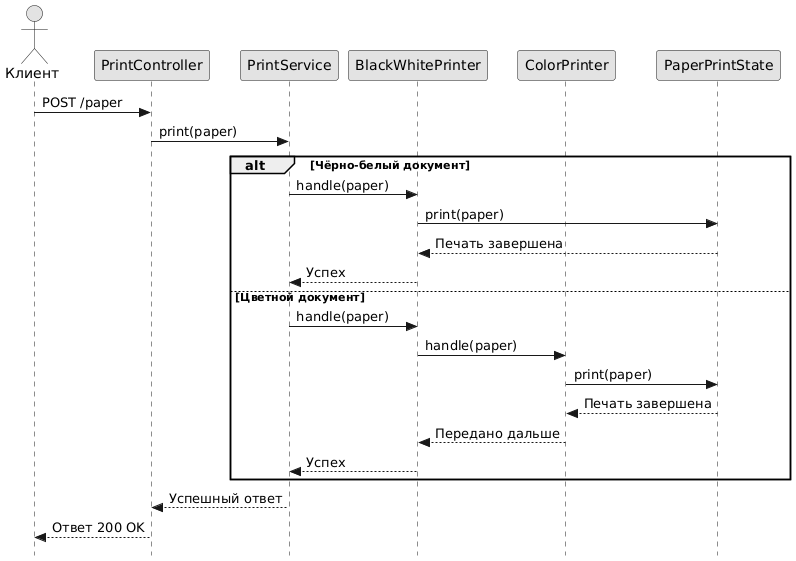 Клиент
PrintController
PrintService
BlackWhitePrinter
ColorPrinter
PaperPrintState
POST /paper
print(paper)
alt
[Чёрно-белый документ]
handle(paper)
print(paper)
Печать завершена
Успех
[Цветной документ]
handle(paper)
handle(paper)
print(paper)
Печать завершена
Передано дальше
Успех
Успешный ответ
Ответ 200 OK